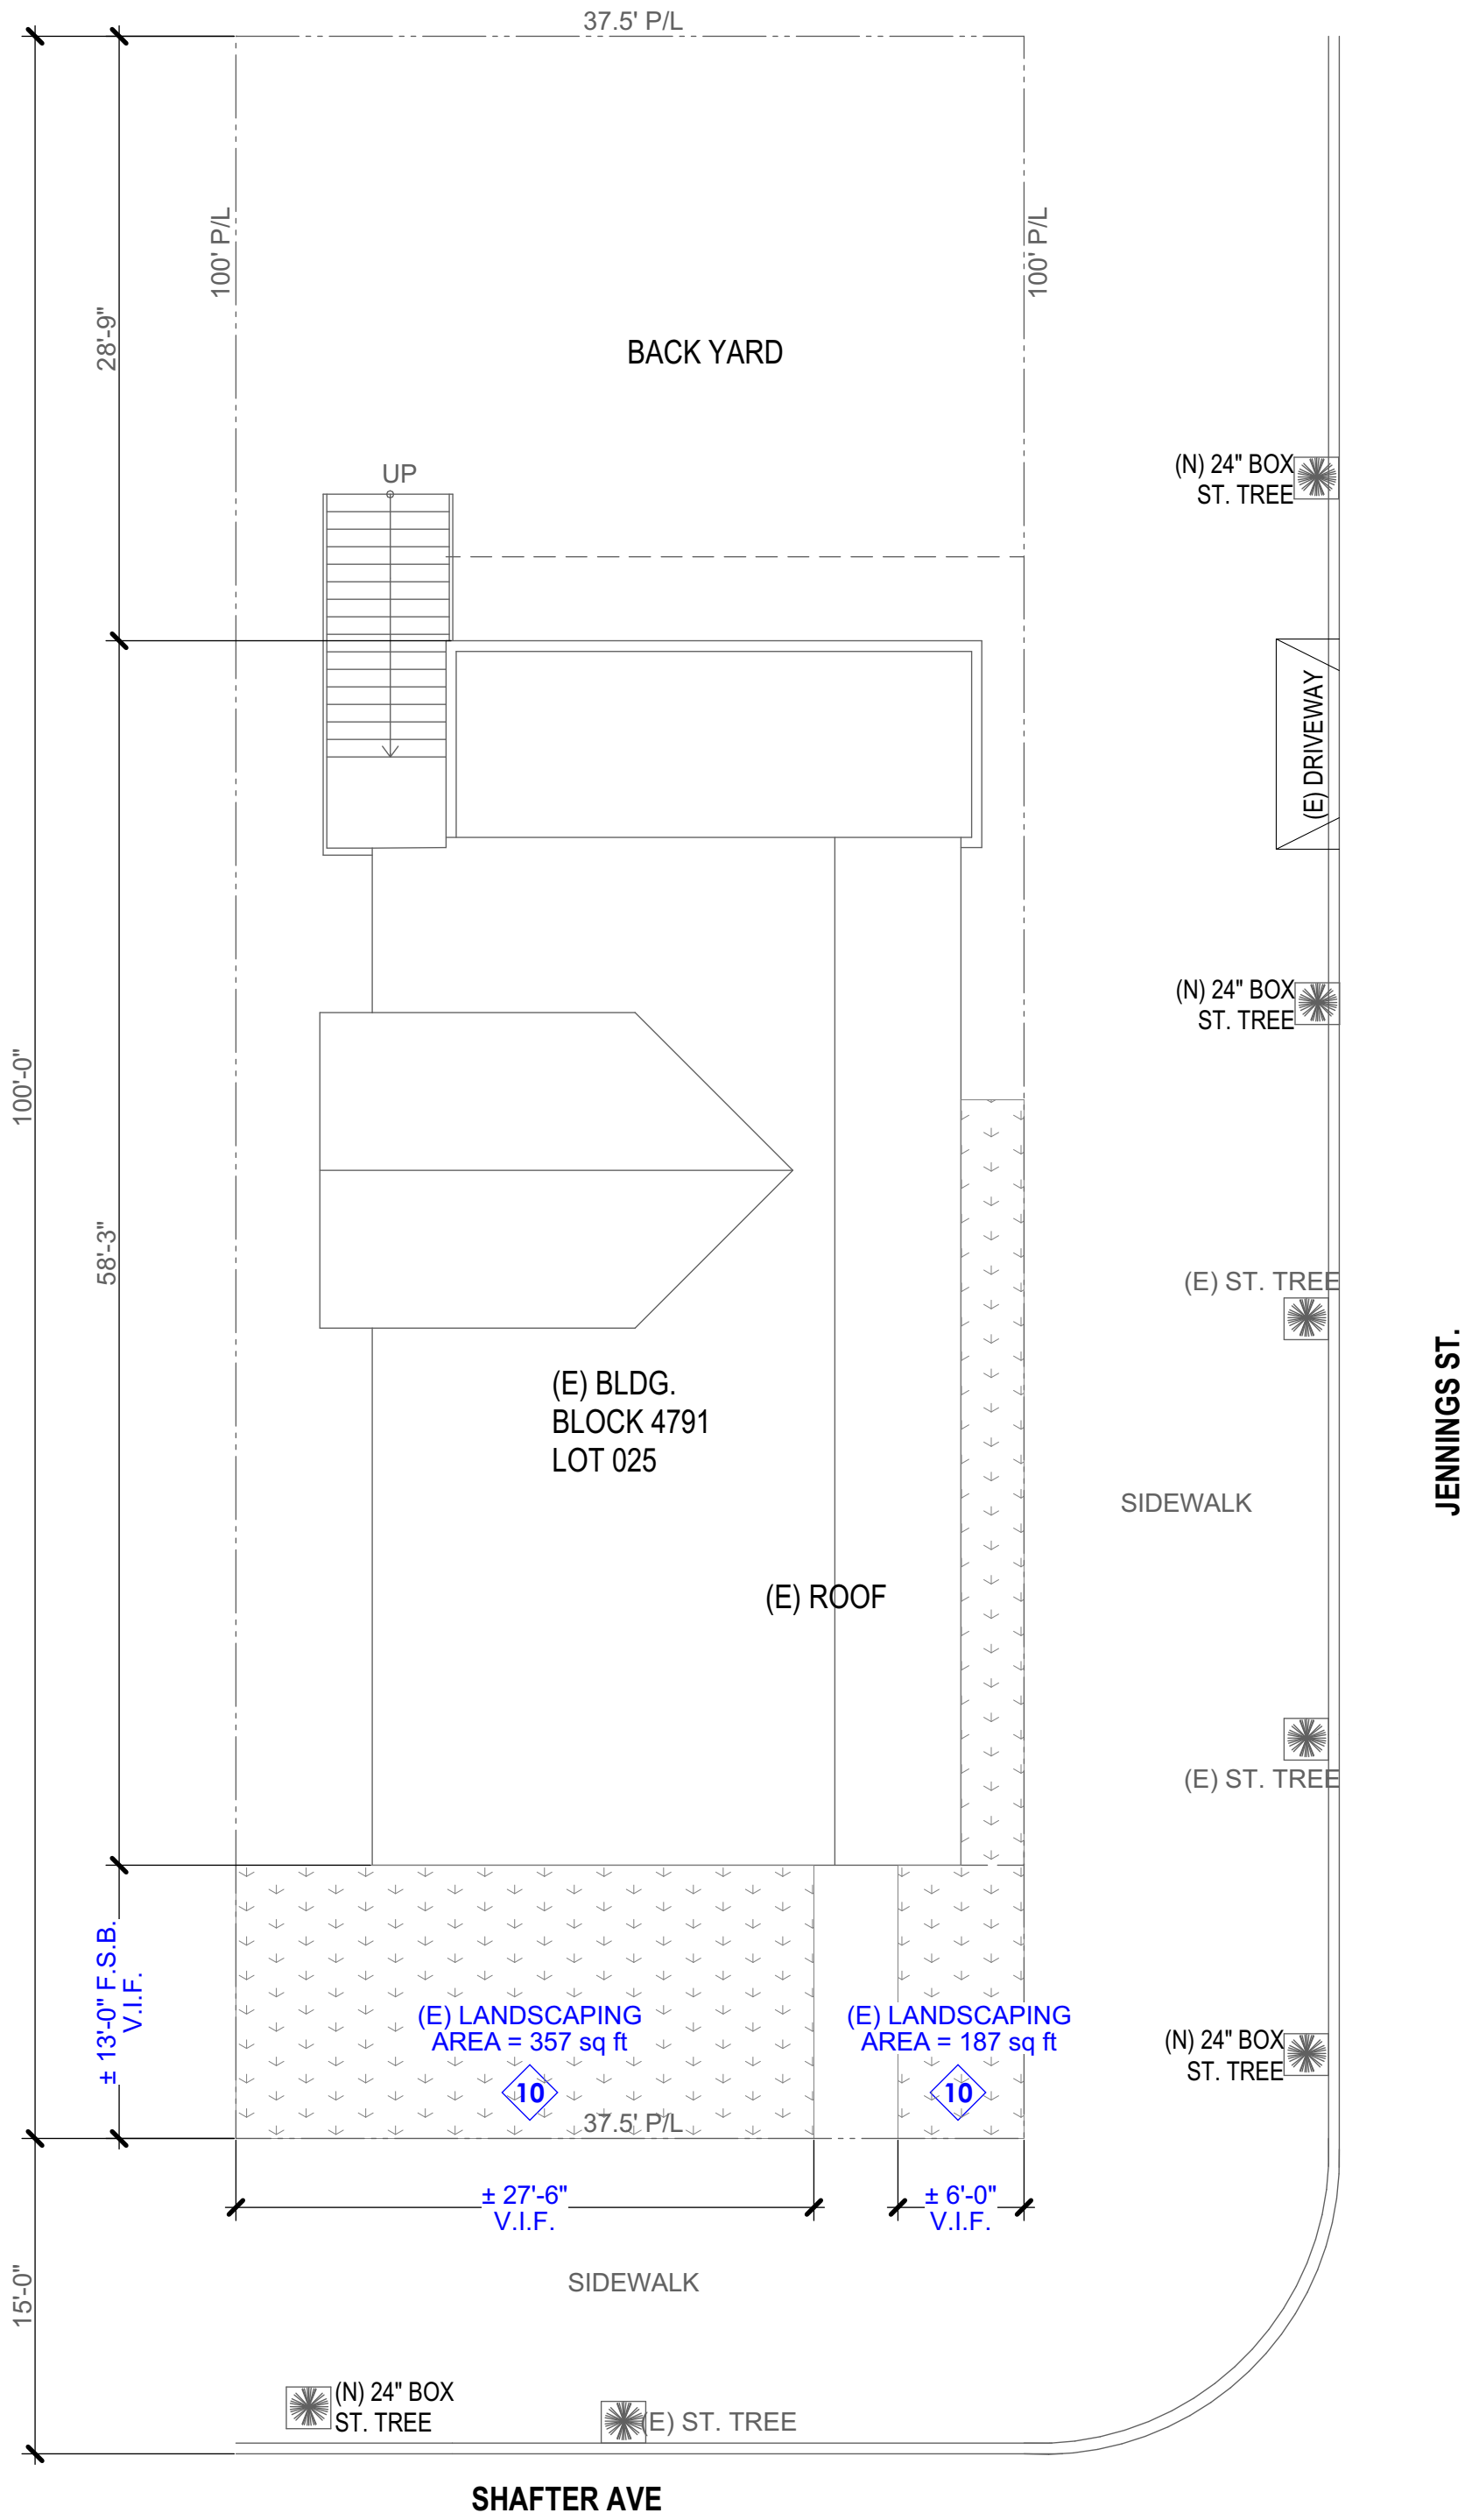 37.5' P/L
100' P/L
100' P/L
28'-9"
BACK YARD
UP
(N) 24" BOX
ST. TREE
(E) DRIVEWAY
(N) 24" BOX
ST. TREE
100'-0"
58'-3"
(E) ST. TREE
(E) BLDG.
BLOCK 4791
LOT 025
JENNINGS ST.
SIDEWALK
(E) ROOF
(E) ST. TREE
± 13'-0" F.S.B.
V.I.F.
(E) LANDSCAPING
AREA = 357 sq ft
10
(E) LANDSCAPING
AREA = 187 sq ft
10
(N) 24" BOX
ST. TREE
37.5' P/L
± 27'-6"
V.I.F.
± 6'-0"
V.I.F.
15'-0"
SIDEWALK
(N) 24" BOX
ST. TREE
(E) ST. TREE
SHAFTER AVE